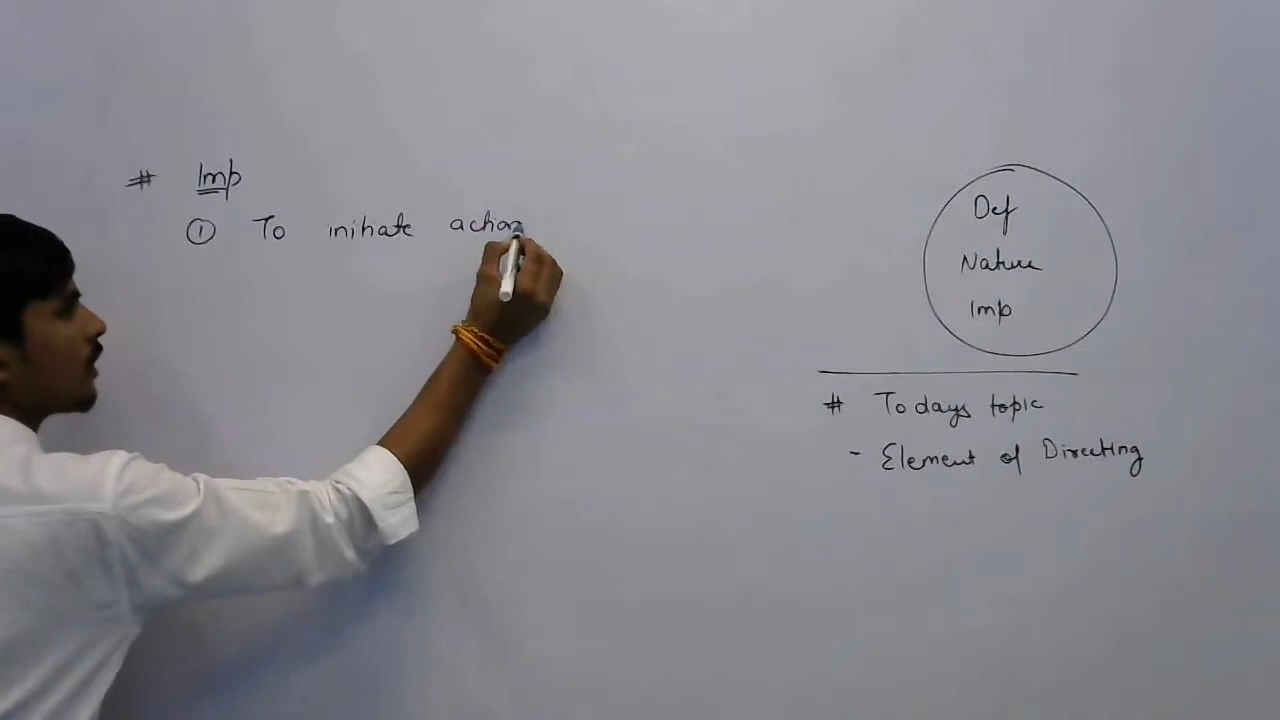 # Imp
① To initiate action
Def
Nature
Imp
# Todays topic
- Element of Directing